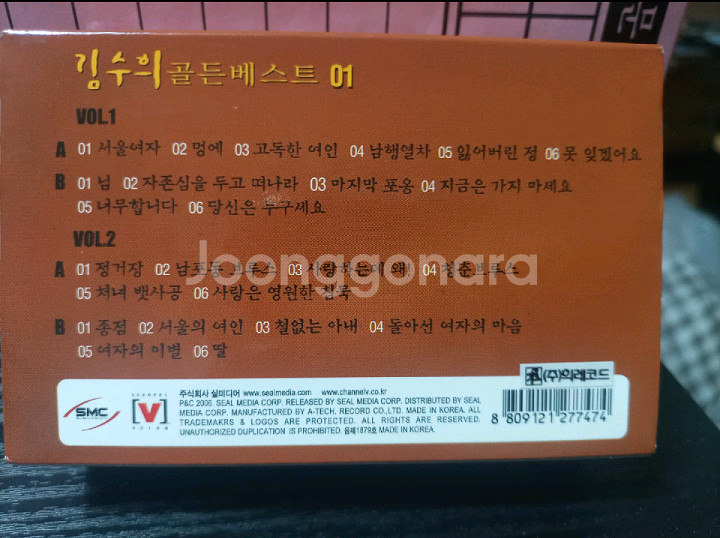 김수희 골든베스트 01
VOL.1
A 01 서울여자 02 멍에 03 고독한 여인 04 남행열차 05 잃어버린 정 06 못 잊겠어요
B 01 님 02 자존심을 두고 떠나라 03 마지막 포옹 04 지금은 가지 마세요
05 너무합니다 06 당신은 누구세요
VOL.2
Joonggonara
A 01 정거장 02 남포동 브루스 03 사랑하는데 왜! 04 청춘브루스
05 처녀 뱃사공 06 사랑은 영원한 침묵
B 01 종점 02 서울의 여인 03 철없는 아내 04 돌아선 여자의 마음
05 여자의 이별 06 딸
SMC
CHANNEL
[V]
KOREA
주식회사 씰미디어 www.sealmedia.com www.channelv.co.kr
P&C 2006. SEAL MEDIA CORP. RELEASED BY SEAL MEDIA CORP. DISTRIBUTED BY SEAL
MEDIA CORP. MANUFACTURED BY A-TECH. RECORD CO.,LTD. MADE IN KOREA. ALL
TRADEMAKRS & LOGOS ARE PROTECTED. ALL RIGHTS ARE RESERVED.
UNAUTHORIZED DUPLICATION IS PROHIBITED. 음제1879호 MADE IN KOREA.
(주)익레코드
8 809121 277474